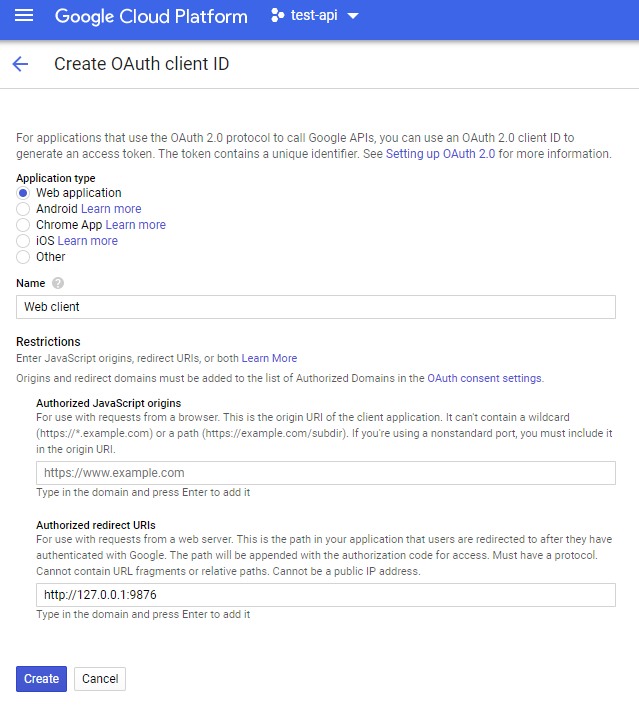 Google Cloud Platform test-api
Create OAuth client ID
For applications that use the OAuth 2.0 protocol to call Google APIs, you can use an OAuth 2.0 client ID to
generate an access token. The token contains a unique identifier. See Setting up OAuth 2.0 for more information.
Application type
Web application
Android Learn more
Chrome App Learn more
iOS Learn more
Other
Name ?
Web client
Restrictions
Enter JavaScript origins, redirect URIs, or both Learn More
Origins and redirect domains must be added to the list of Authorized Domains in the OAuth consent settings.
Authorized JavaScript origins
For use with requests from a browser. This is the origin URI of the client application. It can't contain a wildcard
(https://*.example.com) or a path (https://example.com/subdir). If you're using a nonstandard port, you must include it
in the origin URI.
https://www.example.com
Type in the domain and press Enter to add it
Authorized redirect URIs
For use with requests from a web server. This is the path in your application that users are redirected to after they have
authenticated with Google. The path will be appended with the authorization code for access. Must have a protocol.
Cannot contain URL fragments or relative paths. Cannot be a public IP address.
http://127.0.0.1:9876
Type in the domain and press Enter to add it
Create Cancel